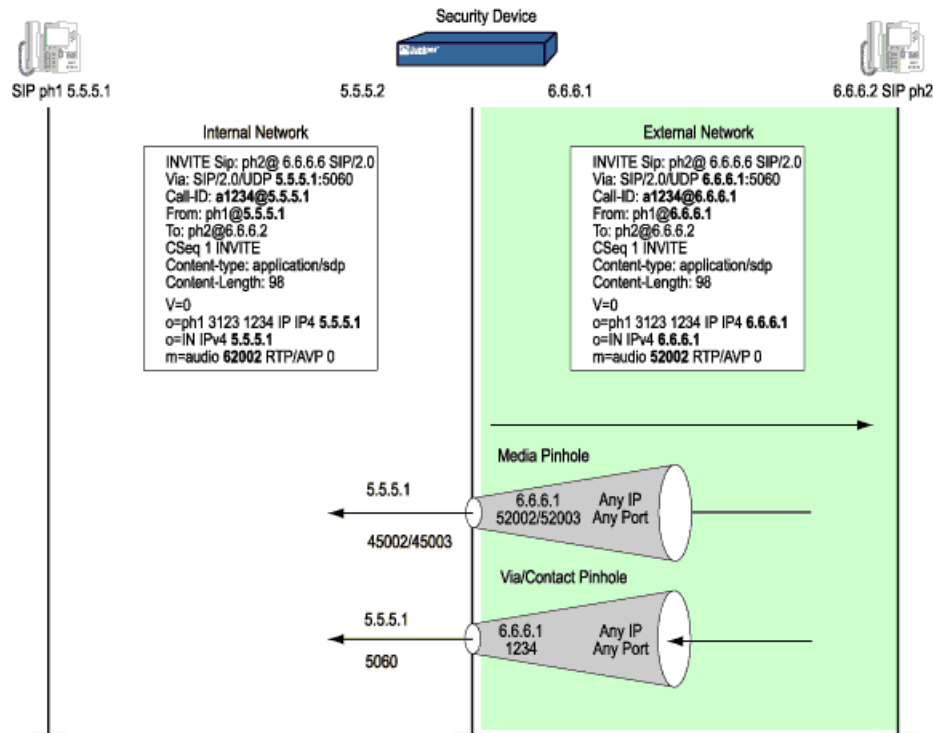 Security Device
Juniper
SIP ph1 5.5.5.1
5.5.5.2
6.6.6.1
6.6.6.2 SIP ph2
Internal Network
INVITE Sip: ph2@ 6.6.6.6 SIP/2.0
Via: SIP/2.0/UDP 5.5.5.1:5060
Call-ID: a1234@5.5.5.1
From: ph1@5.5.5.1
To: ph2@6.6.6.2
CSeq 1 INVITE
Content-type: application/sdp
Content-Length: 98
V=0
o=ph1 3123 1234 IP IP4 5.5.5.1
o=IN IPv4 5.5.5.1
m=audio 62002 RTP/AVP 0
External Network
INVITE Sip: ph2@ 6.6.6.6 SIP/2.0
Via: SIP/2.0/UDP 6.6.6.1:5060
Call-ID: a1234@6.6.6.1
From: ph1@6.6.6.1
To: ph2@6.6.6.2
CSeq 1 INVITE
Content-type: application/sdp
Content-Length: 98
V=0
o=ph1 3123 1234 IP IP4 6.6.6.1
o=IN IPv4 6.6.6.1
m=audio 52002 RTP/AVP 0
Media Pinhole
5.5.5.1
45002/45003
6.6.6.1
52002/52003
Any IP
Any Port
Via/Contact Pinhole
5.5.5.1
5060
6.6.6.1
1234
Any IP
Any Port